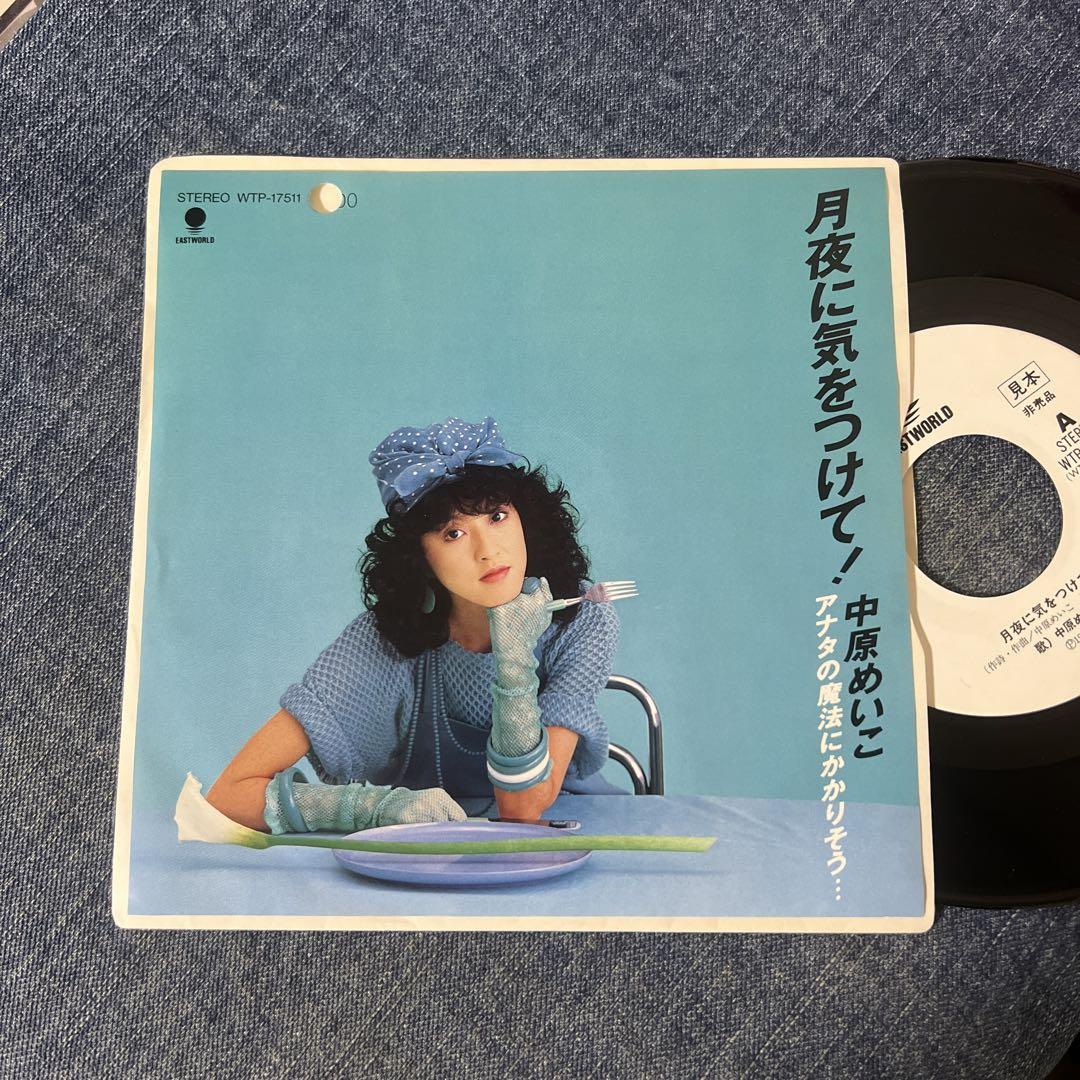 STEREO WTP-17511 00
EASTWORLD
月夜に気をつけて!
中原めいこ
アナタの魔法にかかりそう…
見本
非売品
EASTWORLD
A
STE
WTP
月夜に気をつけ
(作詩・作曲/中原めいこ
歌)中原め